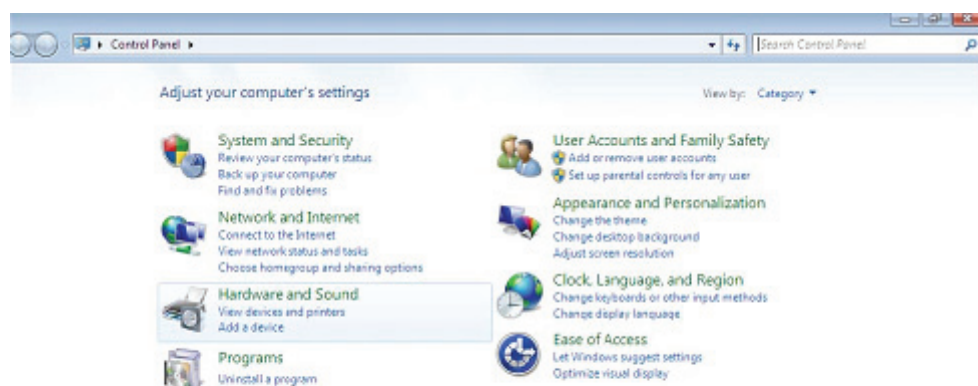 Control Panel
Search Control Panel
Adjust your computer's settings
View by: Category
System and Security
Review your computer's status
Back up your computer
Find and fix problems
Network and Internet
Connect to the Internet
View network status and tasks
Choose homegroup and sharing options
Hardware and Sound
View devices and printers
Add a device
Programs
Uninstall a program
User Accounts and Family Safety
Add or remove user accounts
Set up parental controls for any user
Appearance and Personalization
Change the theme
Change desktop background
Adjust screen resolution
Clock, Language, and Region
Change keyboards or other input methods
Change display language
Ease of Access
Let Windows suggest settings
Optimize visual display